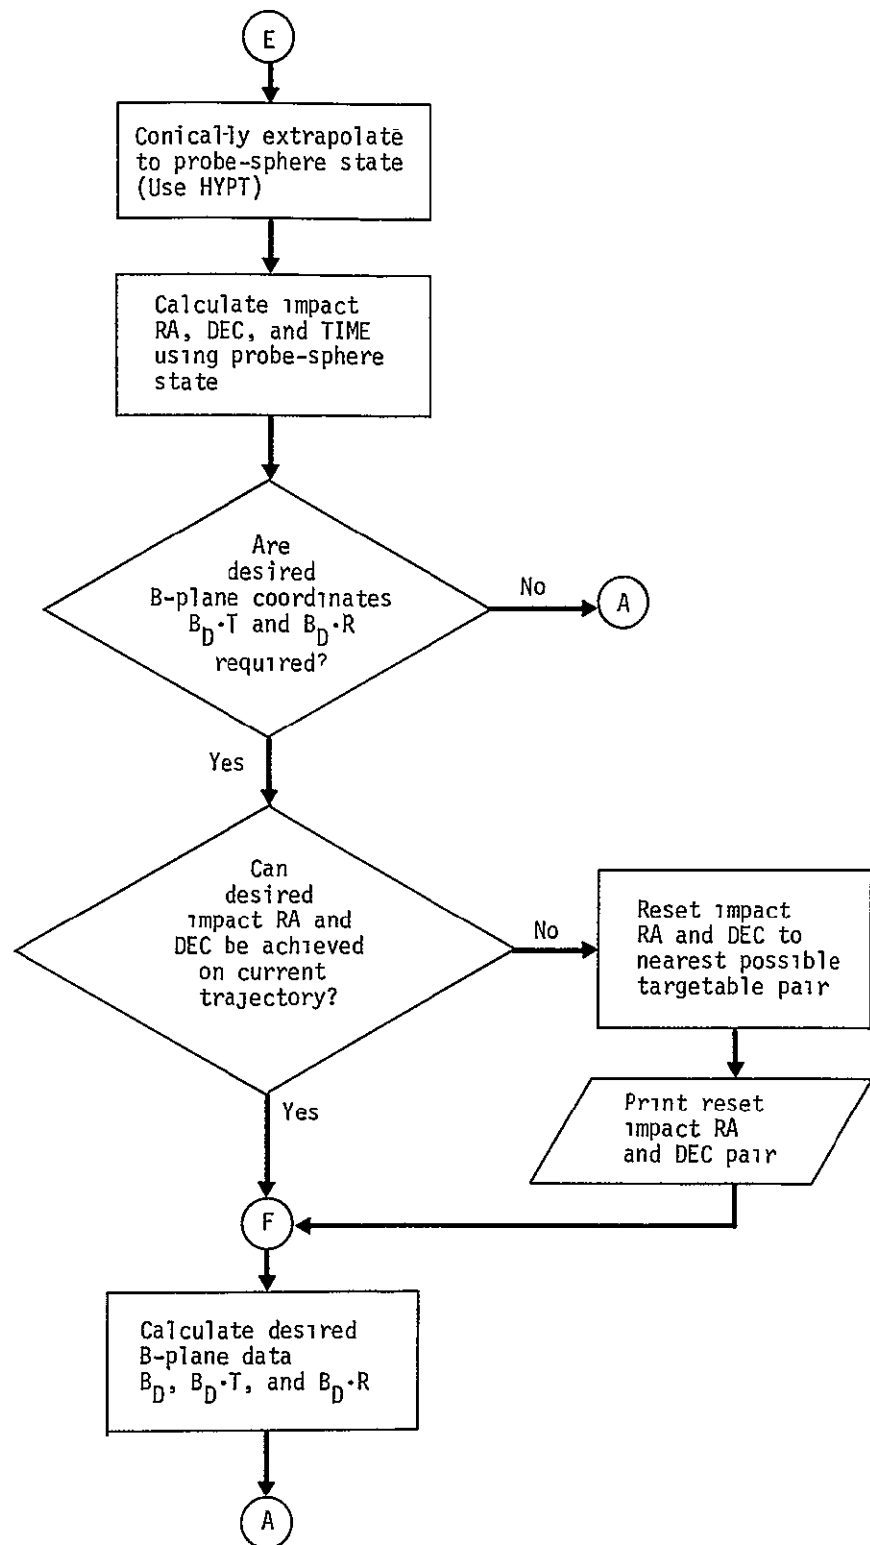 E
Conically extrapolate
to probe-sphere state
(Use HYPT)
Calculate impact
RA, DEC, and TIME
using probe-sphere
state
Are
desired
B-plane coordinates
B_D·T and B_D·R
required?
No
A
Yes
Can
desired
impact RA and
DEC be achieved
on current
trajectory?
No
Reset impact
RA and DEC to
nearest possible
targetable pair
Print reset
impact RA
and DEC pair
Yes
F
Calculate desired
B-plane data
B_D, B_D·T, and B_D·R
A